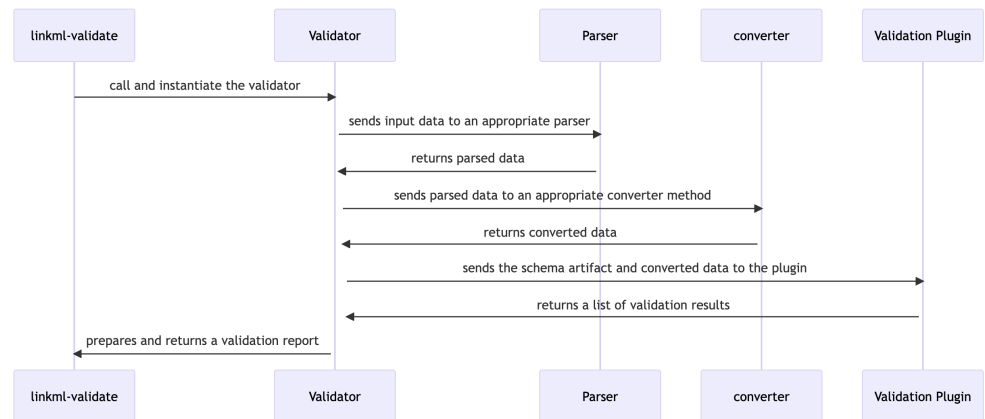 linkml-validate
Validator
Parser
converter
Validation Plugin
call and instantiate the validator
sends input data to an appropriate parser
returns parsed data
sends parsed data to an appropriate converter method
returns converted data
sends the schema artifact and converted data to the plugin
returns a list of validation results
prepares and returns a validation report
linkml-validate
Validator
Parser
converter
Validation Plugin